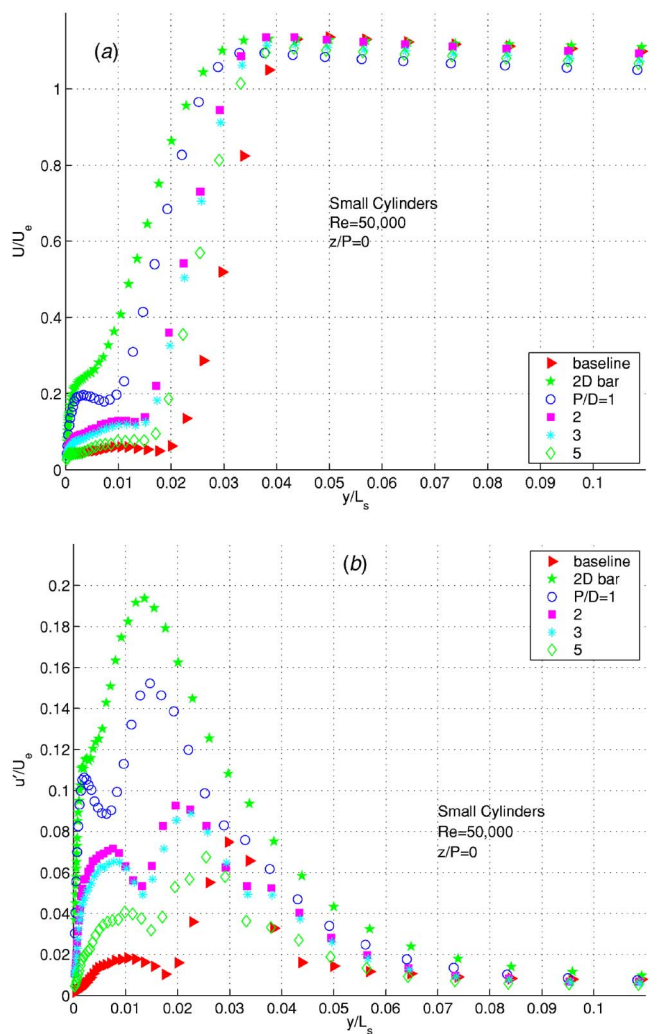 (a)
1
0.8
0.6
0.4
0.2
0
U/Ue
Small Cylinders
Re=50,000
z/P=0
baseline
2D bar
P/D=1
2
3
5
0 0.01 0.02 0.03 0.04 0.05 0.06 0.07 0.08 0.09 0.1
y/Ls
(b)
0.2
0.18
0.16
0.14
0.12
0.1
0.08
0.06
0.04
0.02
0
u'/Ue
baseline
2D bar
P/D=1
2
3
5
Small Cylinders
Re=50,000
z/P=0
0 0.01 0.02 0.03 0.04 0.05 0.06 0.07 0.08 0.09 0.1
y/Ls